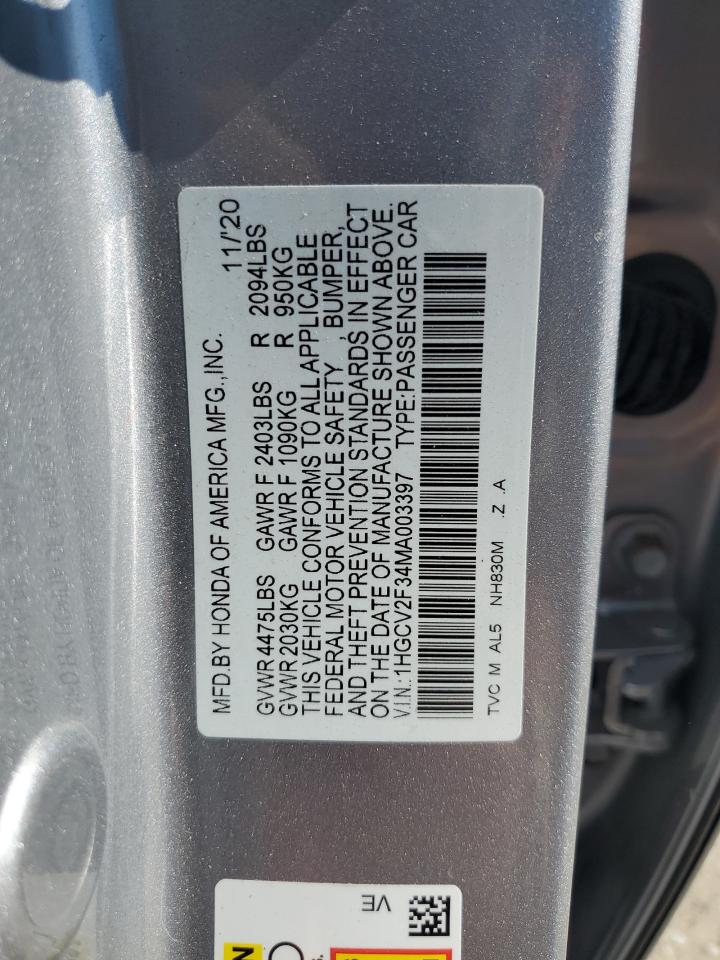 MFD.BY HONDA OF AMERICA MFG.,INC. 11/'20
GVWR 4475LBS GAWR F 2403LBS R 2094LBS
GVWR 2030KG GAWR F 1090KG R 950KG
THIS VEHICLE CONFORMS TO ALL APPLICABLE
FEDERAL MOTOR VEHICLE SAFETY , BUMPER,
AND THEFT PREVENTION STANDARDS IN EFFECT
ON THE DATE OF MANUFACTURE SHOWN ABOVE.
V.I.N.:1HGCV2F34MA003397 TYPE:PASSENGER CAR
TVC M AL5 NH830M .Z .A
VE